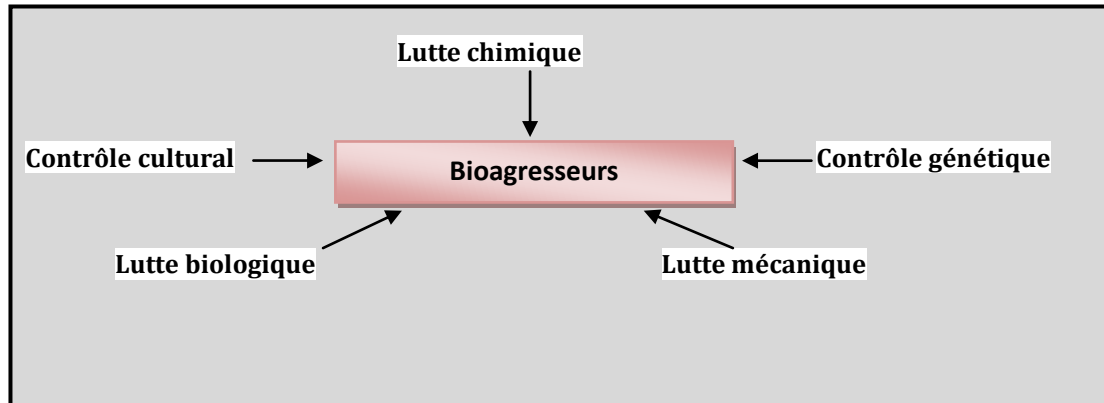 Lutte chimique
Contrôle cultural
Bioagresseurs
Contrôle génétique
Lutte biologique
Lutte mécanique